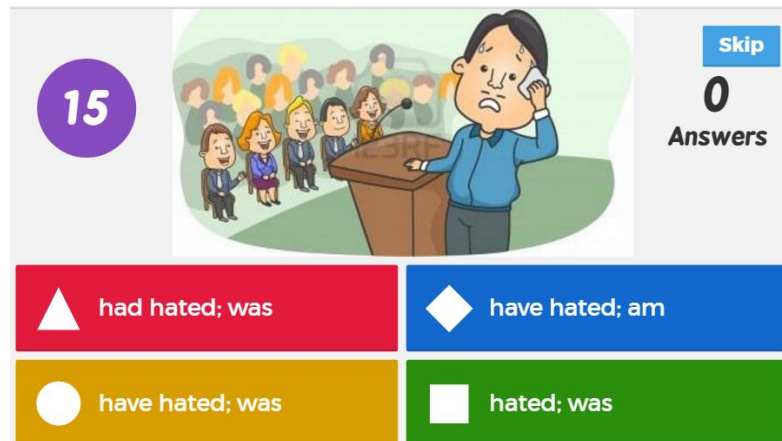 Skip
15
0
Answers
had hated; was
have hated; am
have hated; was
hated; was